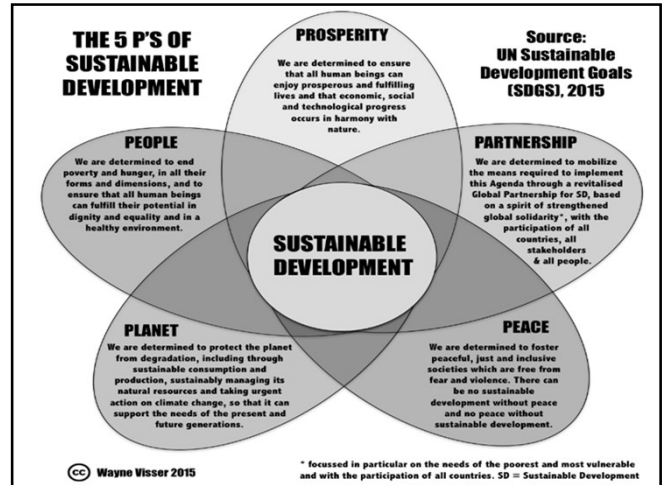 THE 5 P'S OF
SUSTAINABLE
DEVELOPMENT
PROSPERITY
We are determined to ensure
that all human beings can
enjoy prosperous and fulfilling
lives and that economic, social
and technological progress
occurs in harmony with
nature.
Source:
UN Sustainable
Development Goals
(SDGS), 2015
PEOPLE
We are determined to end
poverty and hunger, in all their
forms and dimensions, and to
ensure that all human beings
can fulfill their potential in
dignity and equality and in a
healthy environment.
PARTNERSHIP
We are determined to mobilize
the means required to implement
this Agenda through a revitalised
Global Partnership for SD, based
on a spirit of strengthened
global solidarity*, with the
participation of all
countries, all
stakeholders
& all people.
SUSTAINABLE
DEVELOPMENT
PLANET
We are determined to protect the planet
from degradation, including through
sustainable consumption and
production, sustainably managing its
natural resources and taking urgent
action on climate change, so that it can
support the needs of the present and
future generations.
PEACE
We are determined to foster
peaceful, just and inclusive
societies which are free from
fear and violence. There can
be no sustainable
development without peace
and no peace without
sustainable development.
(cc) Wayne Visser 2015
* focussed in particular on the needs of the poorest and most vulnerable
and with the participation of all countries. SD = Sustainable Development